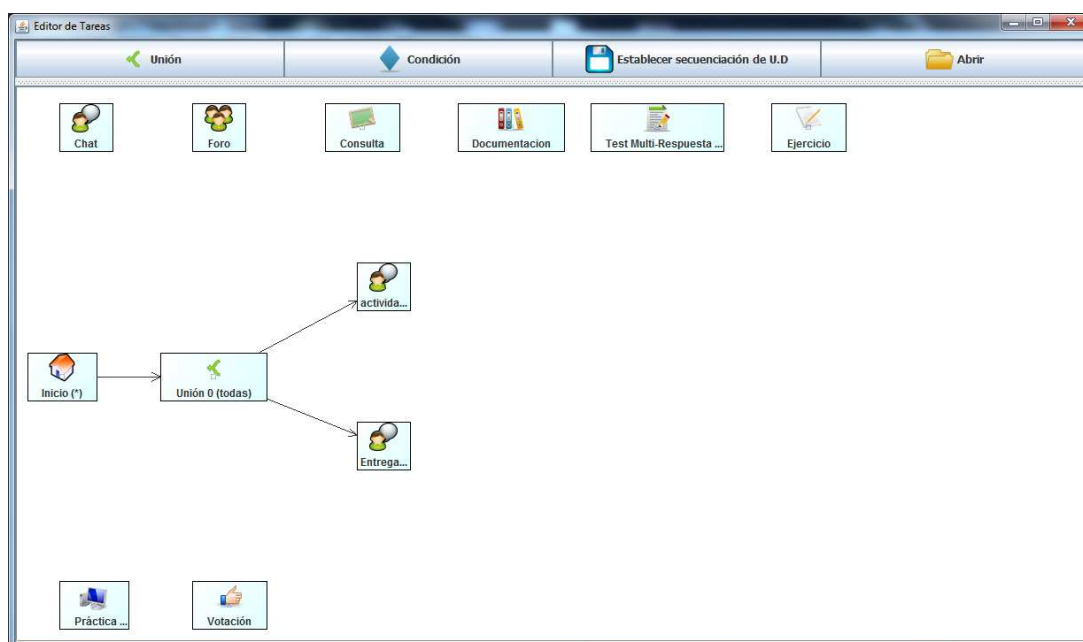 Editor de Tareas
Unión
Condición
Establecer secuenciación de U.D
Abrir
Chat
Foro
Consulta
Documentacion
Test Multi-Respuesta ...
Ejercicio
activida...
Inicio (*)
Unión 0 (todas)
Entrega...
Práctica ...
Votación